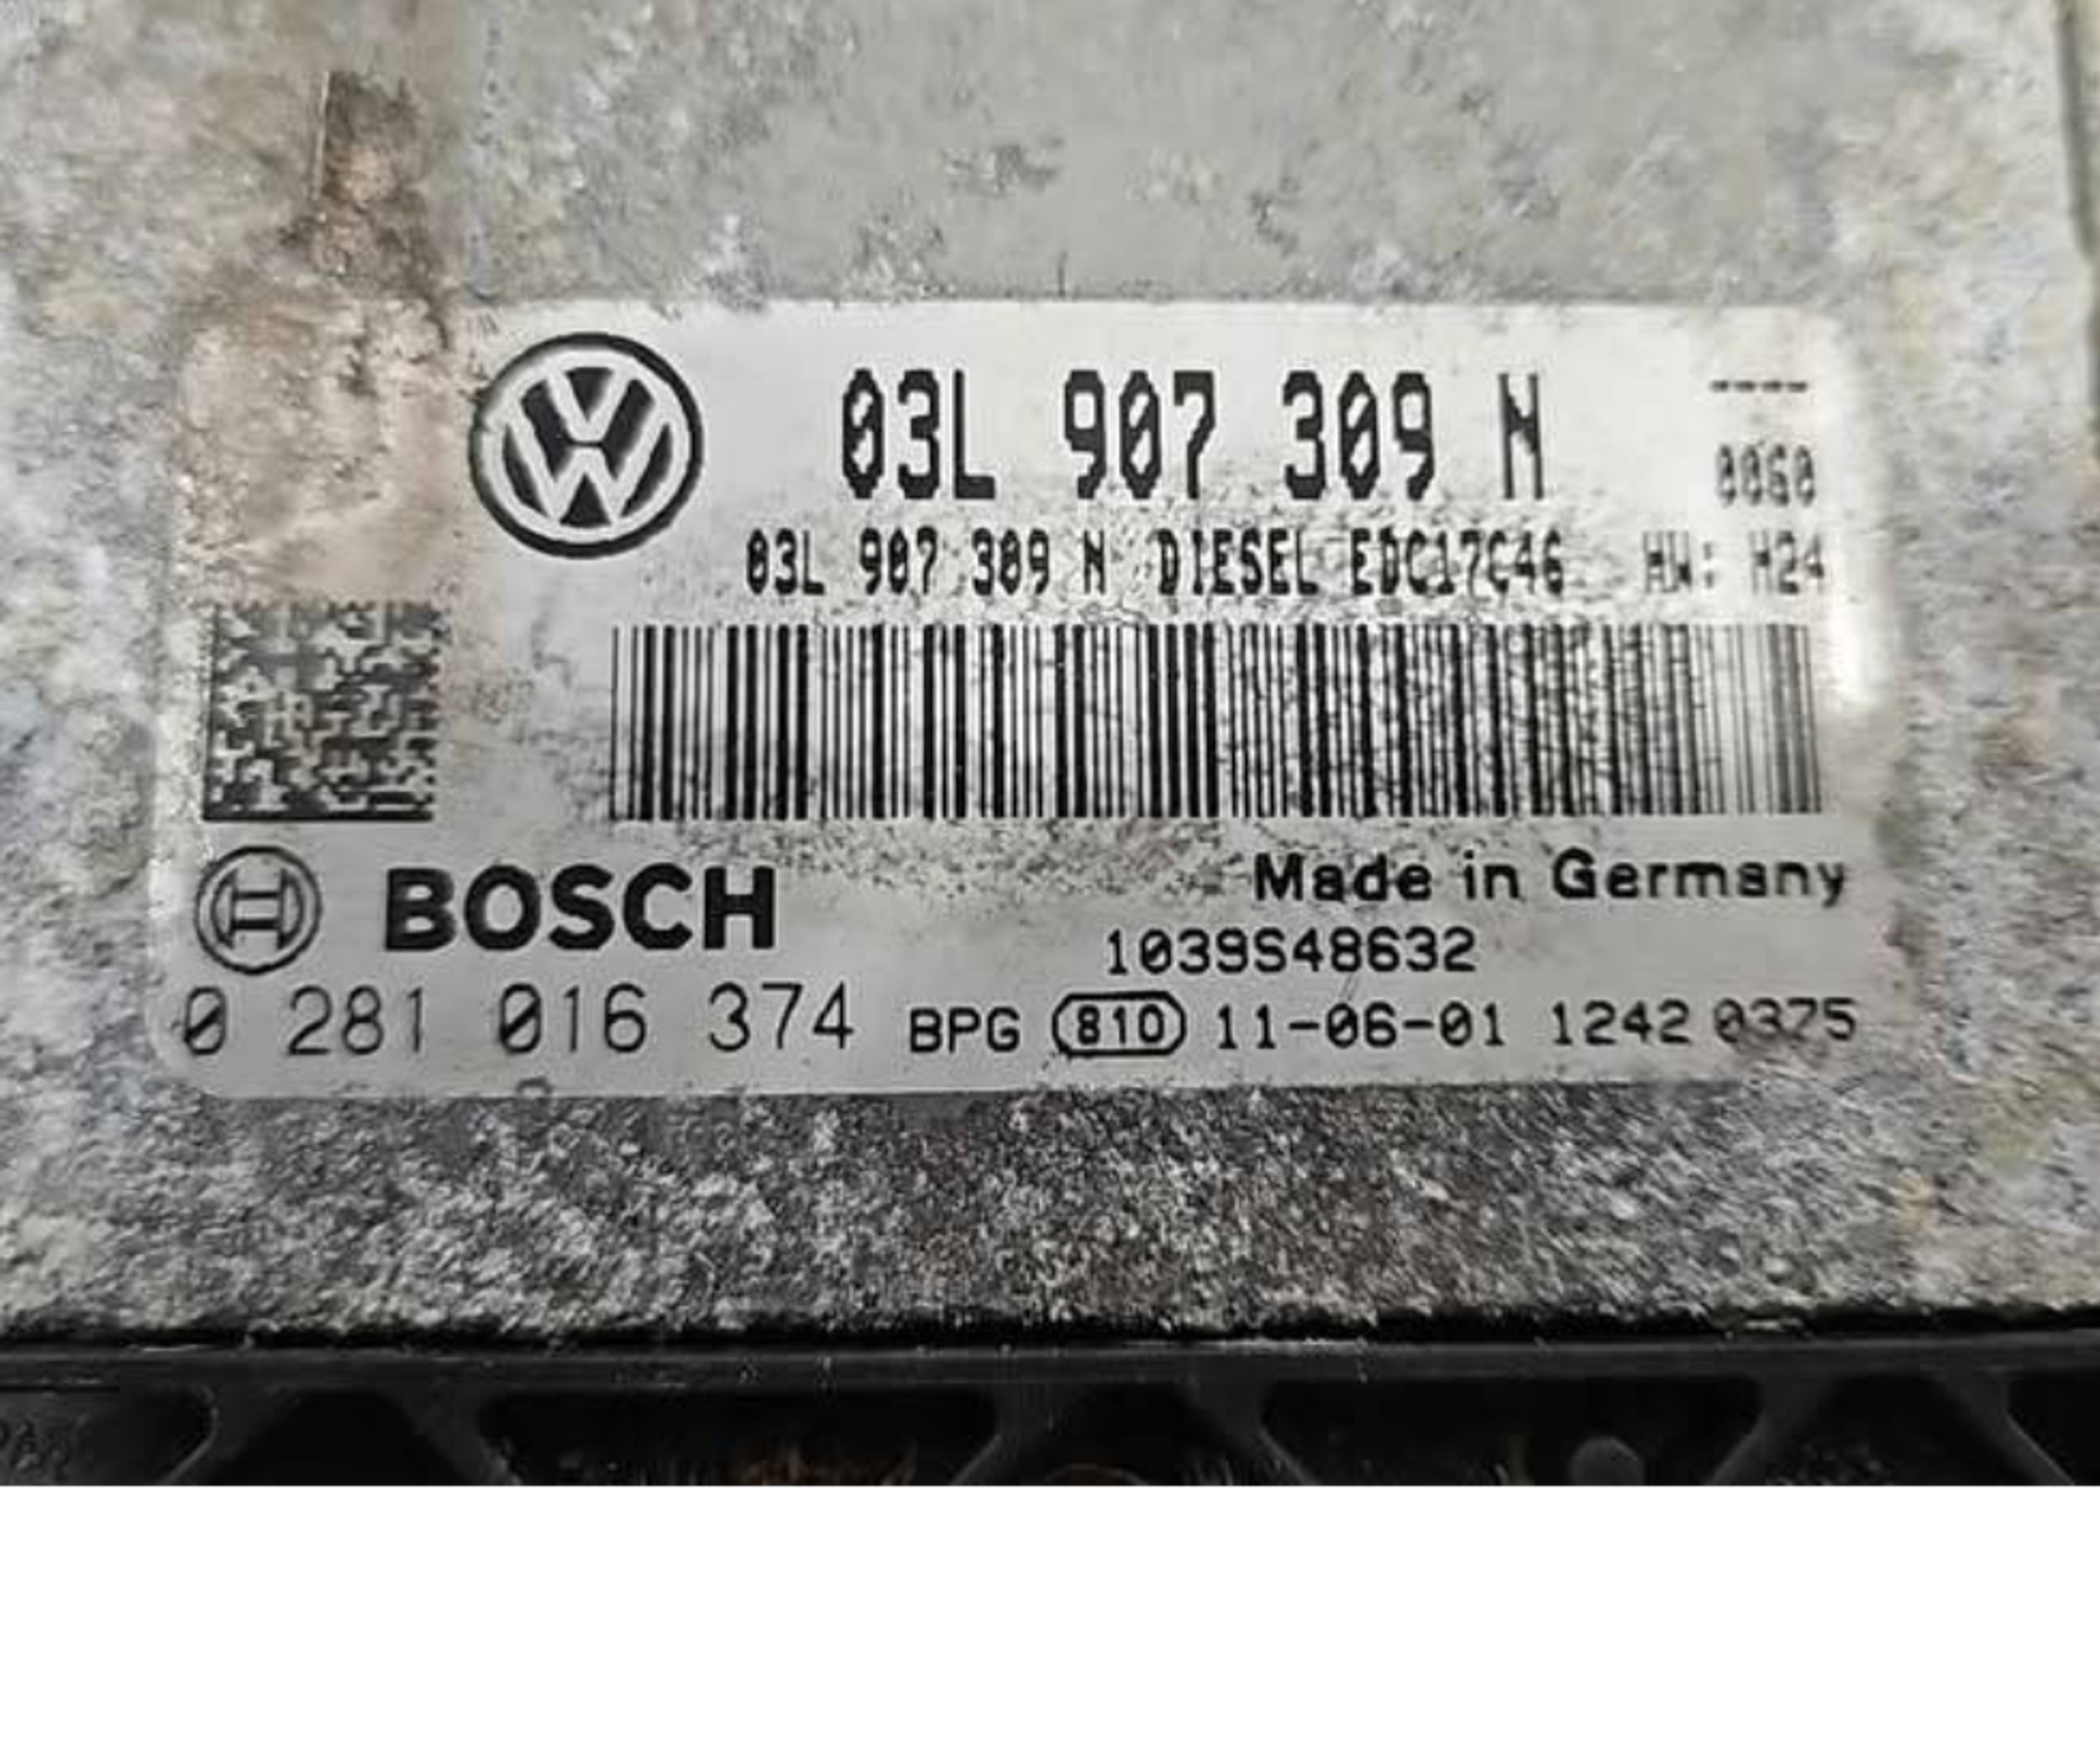 03L 907 309 N ----
0060
03L 907 309 N DIESEL EDC17C46 HW: H24
BOSCH
Made in Germany
1039S48632
0 281 016 374 BPG 810 11-06-01 1242 0375